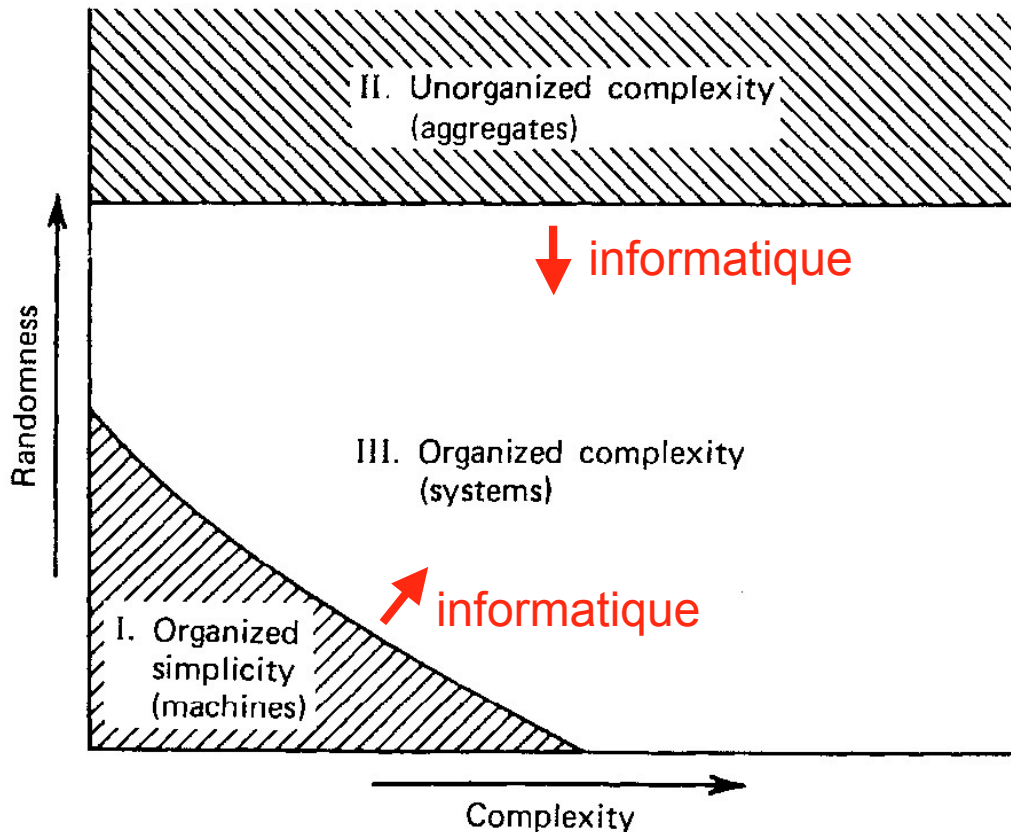 II. Unorganized complexity
(aggregates)
informatique
Randomness
III. Organized complexity
(systems)
informatique
I. Organized
simplicity
(machines)
Complexity